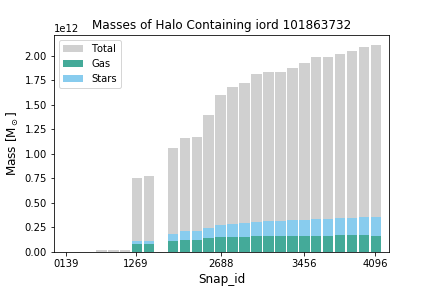 Masses of Halo Containing iord 101863732
1e12
Total
Gas
Stars
2.00
1.75
1.50
1.25
1.00
0.75
0.50
0.25
0.00
Mass [M⊙]
0139
1269
2688
3456
4096
Snap_id